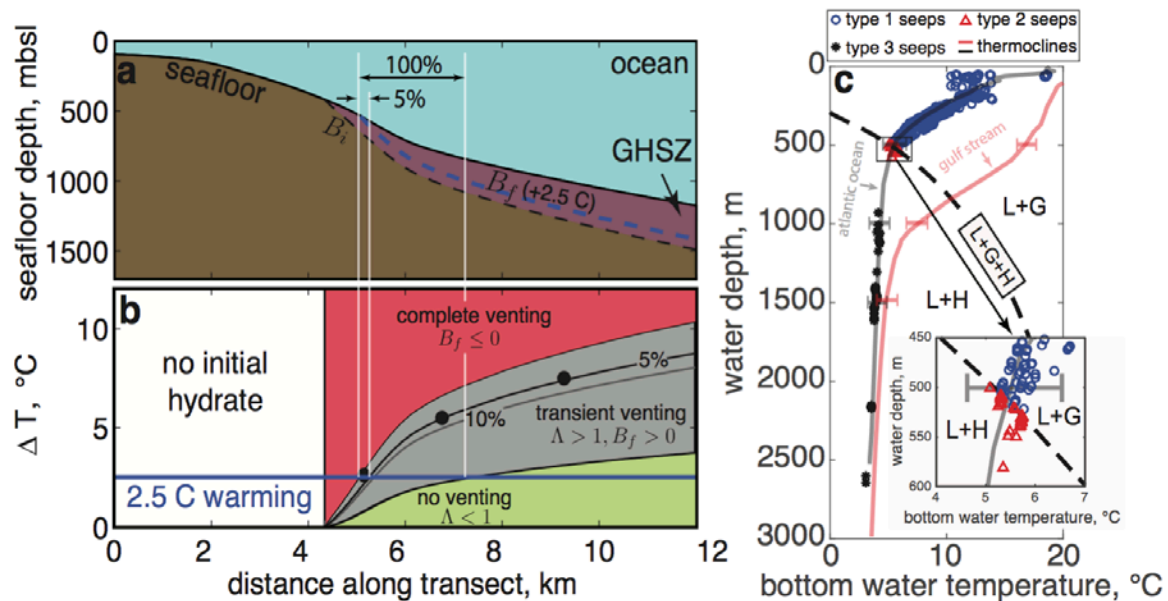 a
seafloor
B_i
100%
5%
ocean
GHSZ
B_f (+2.5 C)
0
500
1000
1500
seafloor depth, mbsl
b
no initial
hydrate
complete venting
B_f ≤ 0
5%
10%
transient venting
Λ > 1, B_f > 0
2.5 C warming
no venting
Λ < 1
10
5
0
Δ T, °C
0 2 4 6 8 10 12
distance along transect, km
type 1 seeps
type 2 seeps
type 3 seeps
thermoclines
c
0
500
1000
1500
2000
2500
3000
water depth, m
atlantic ocean
gulf stream
L+G
L+G+H
L+H
0 10 20
bottom water temperature, °C
450
500
550
600
water depth, m
L+H
L+G
4 5 6 7
bottom water temperature, °C